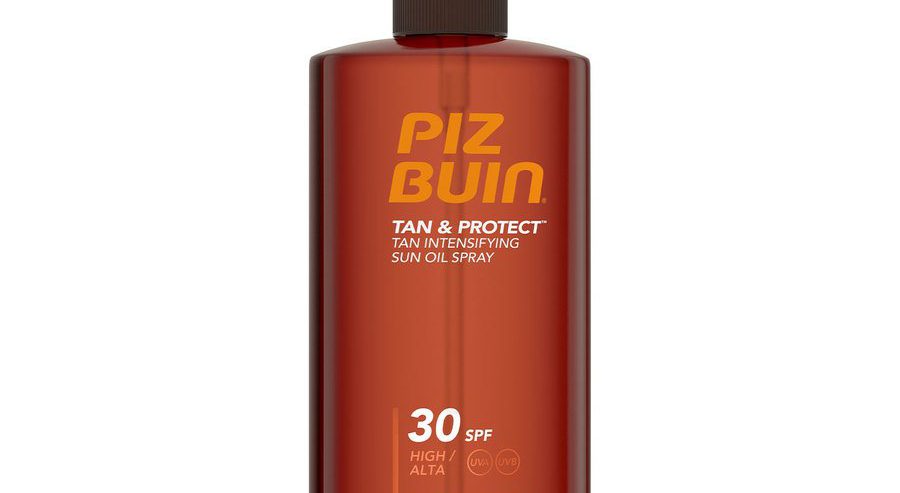 PIZ
BUIN®
TAN & PROTECT™
TAN INTENSIFYING
SUN OIL SPRAY
30 SPF
HIGH /
ALTA
UVA UVB